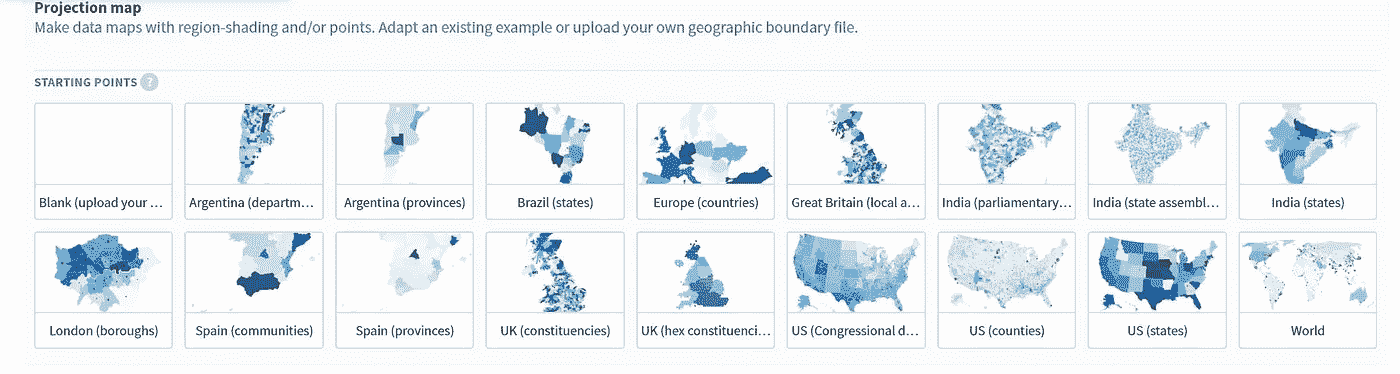 Projection map
Make data maps with region-shading and/or points. Adapt an existing example or upload your own geographic boundary file.
STARTING POINTS ?
Blank (upload your ...
Argentina (departm...
Argentina (provinces)
Brazil (states)
Europe (countries)
Great Britain (local a...
India (parliamentary...
India (state assembl...
India (states)
London (boroughs)
Spain (communities)
Spain (provinces)
UK (constituencies)
UK (hex constituenci...
US (Congressional d...
US (counties)
US (states)
World